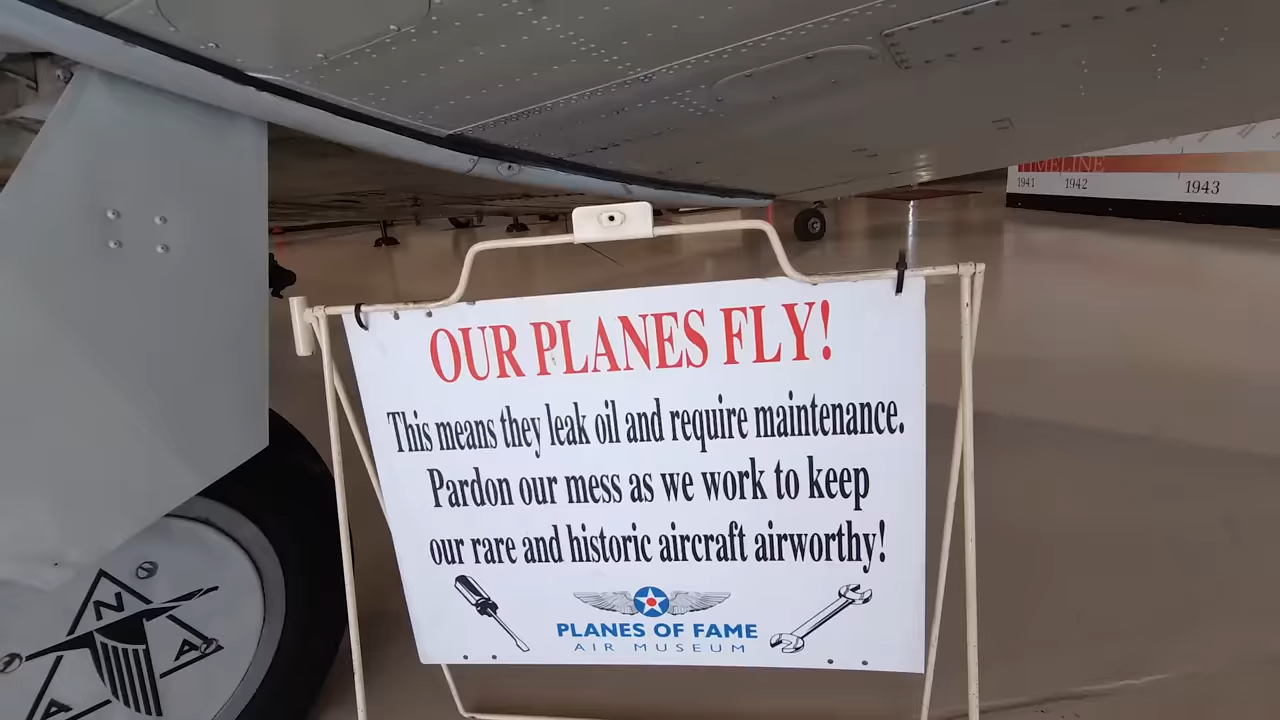 TIMELINE
1941 1942 1943
OUR PLANES FLY!
This means they leak oil and require maintenance.
Pardon our mess as we work to keep
our rare and historic aircraft airworthy!
PLANES OF FAME
AIR MUSEUM
N
A
A